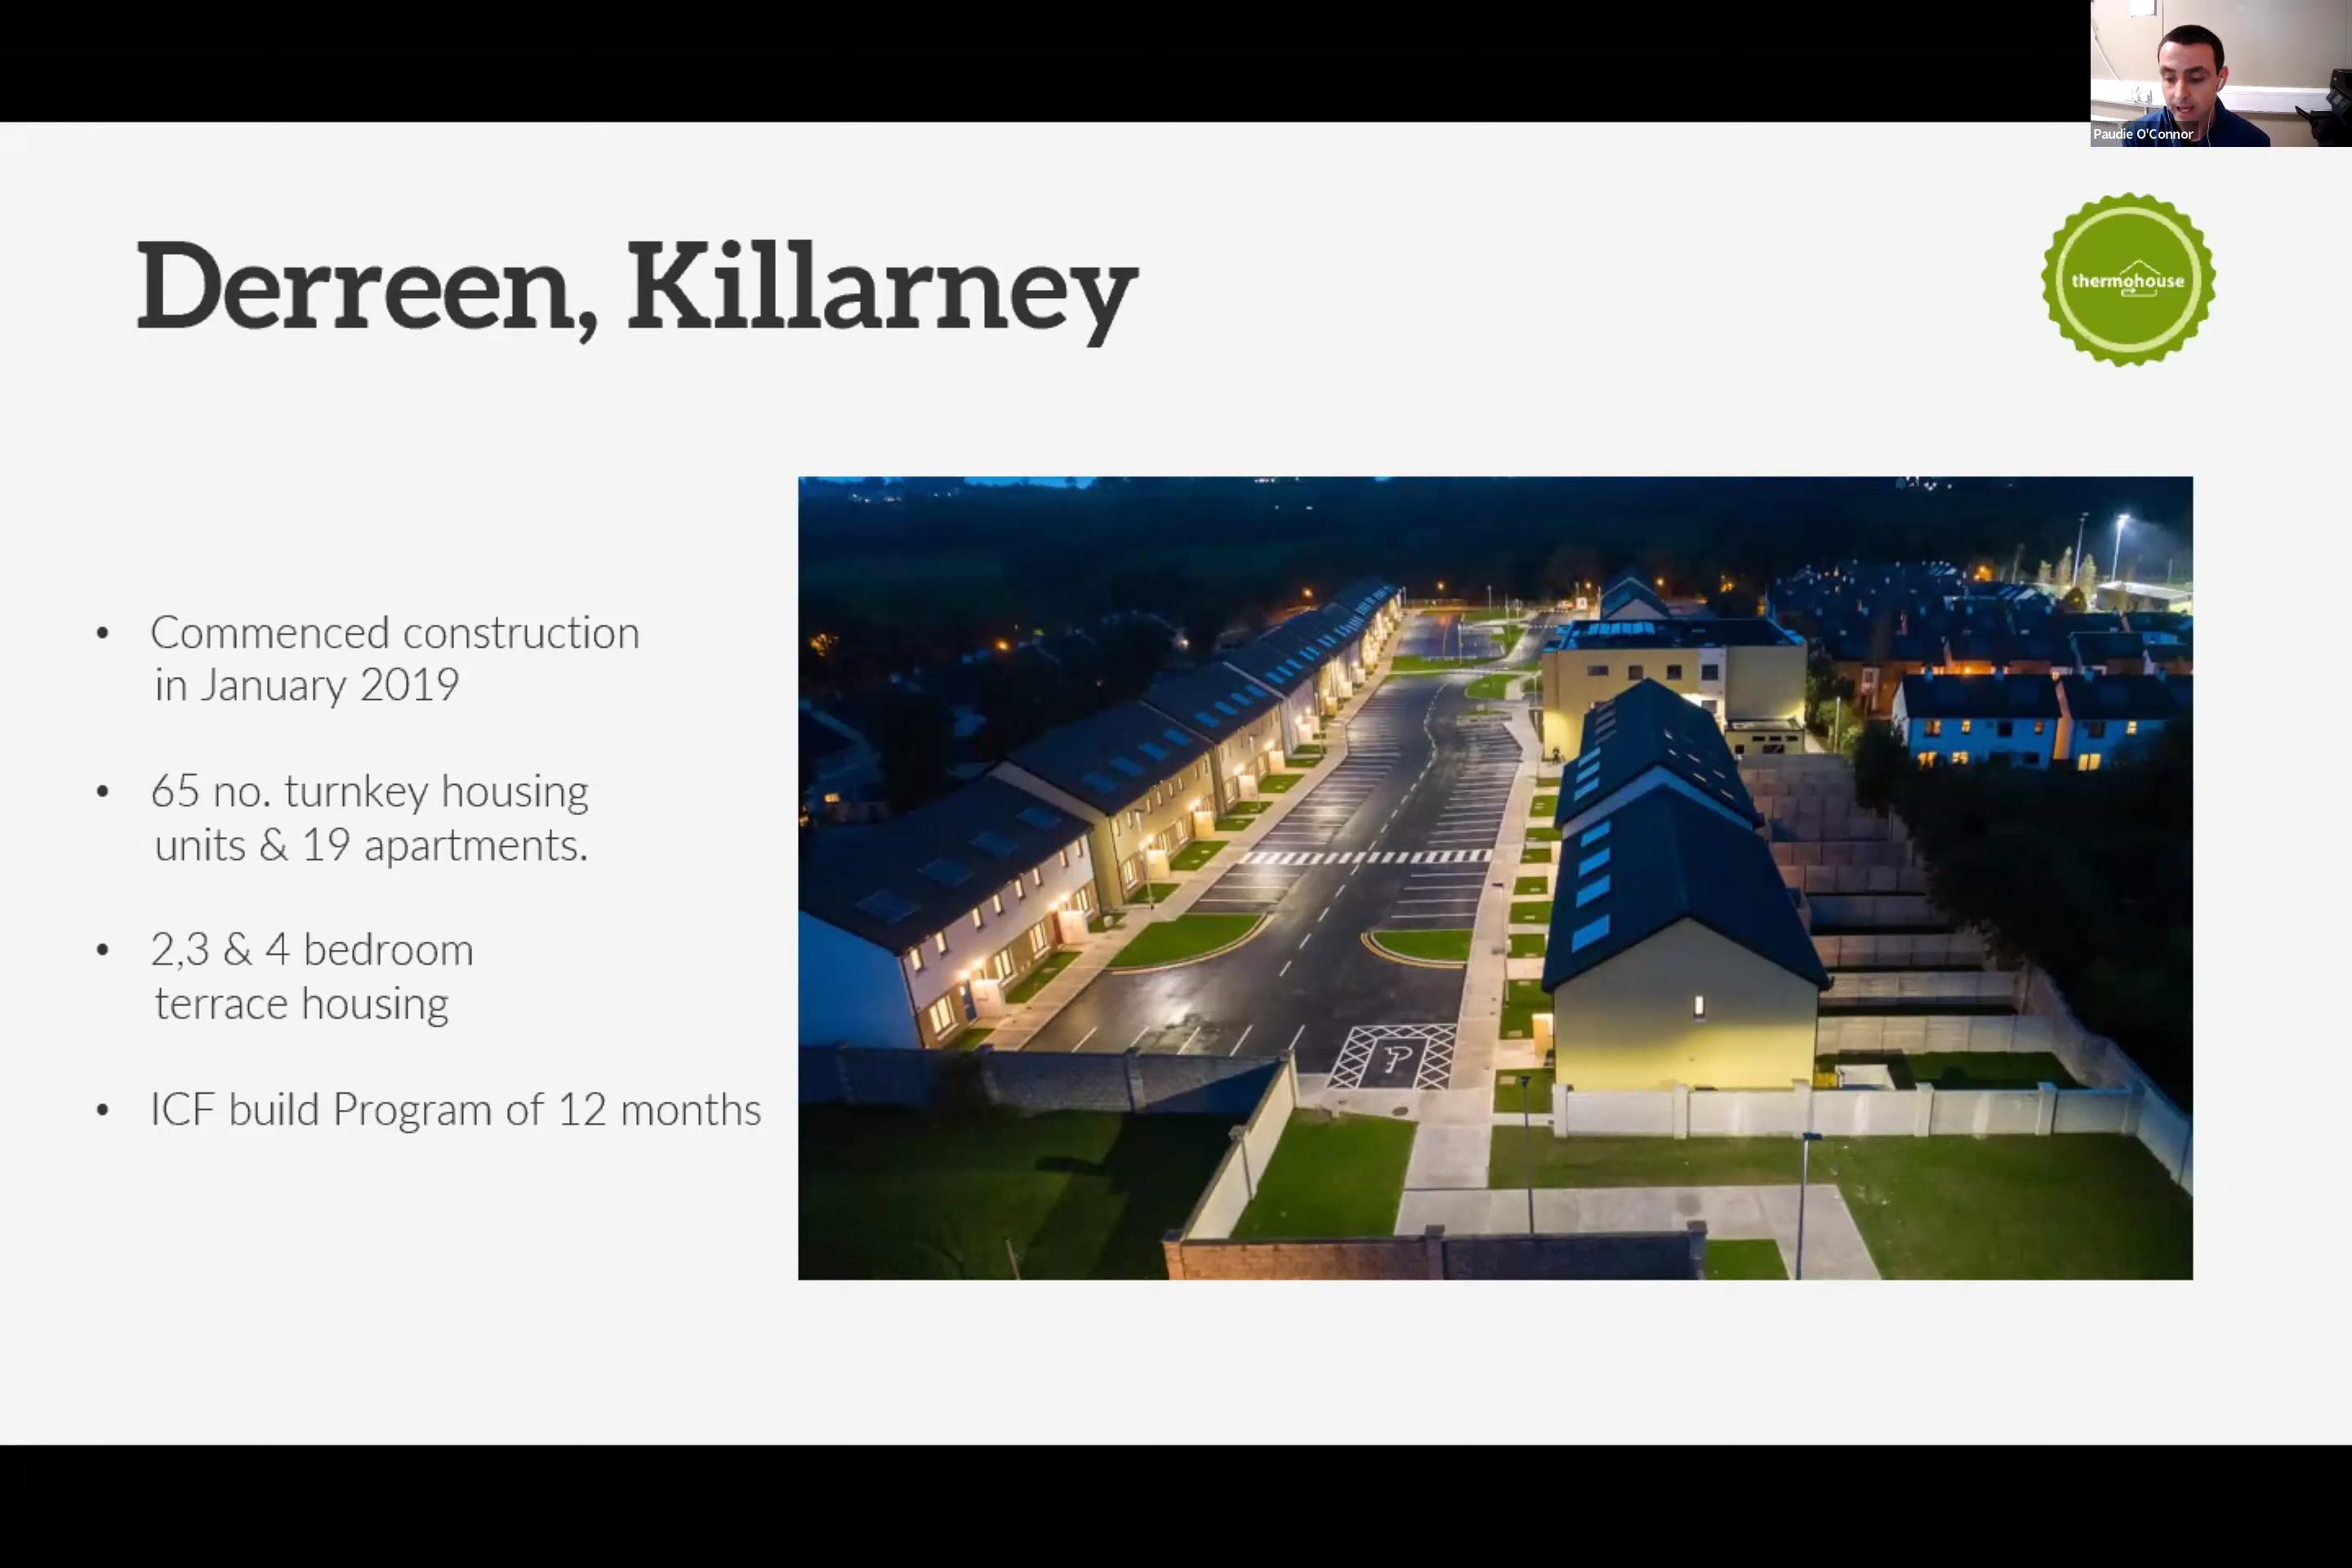 Paudie O'Connor
Derreen, Killarney
thermohouse
• Commenced construction
in January 2019
• 65 no. turnkey housing
units & 19 apartments.
• 2,3 & 4 bedroom
terrace housing
• ICF build Program of 12 months